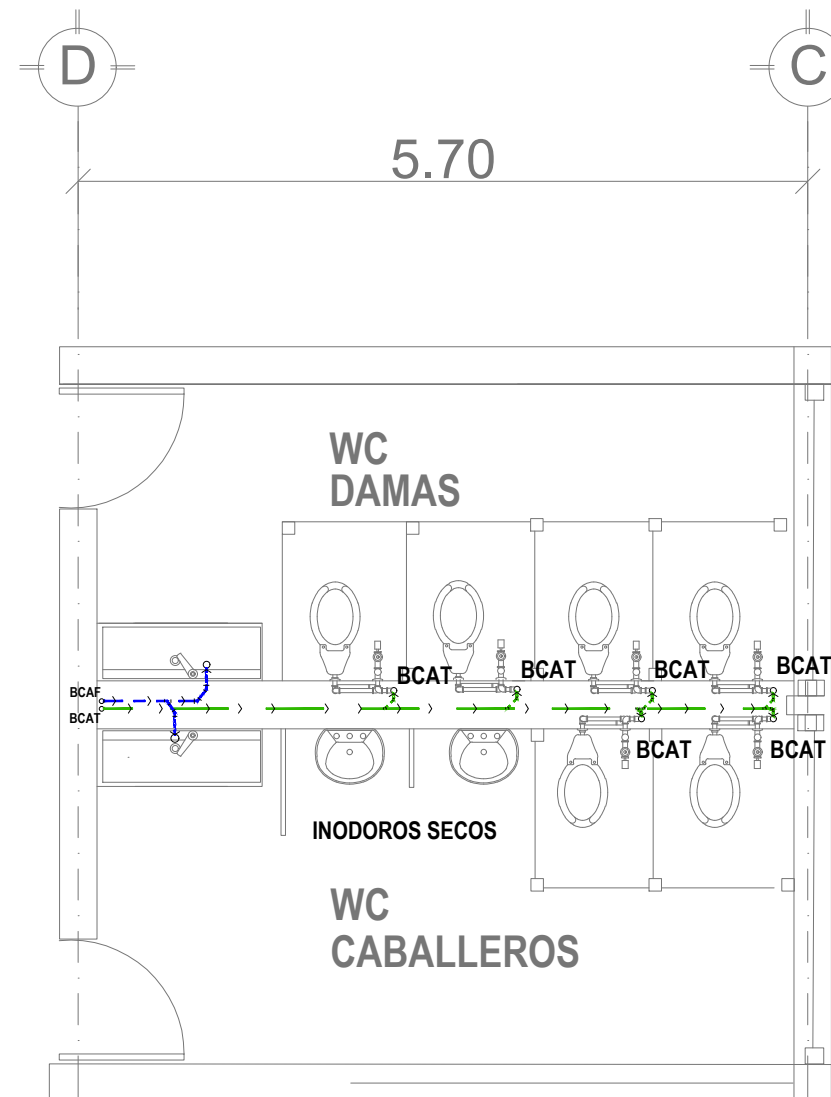 D
C
5.70
WC
DAMAS
BCAT
BCAT
BCAT
BCAT
BCAF
BCAT
BCAT
BCAT
INODOROS SECOS
WC
CABALLEROS